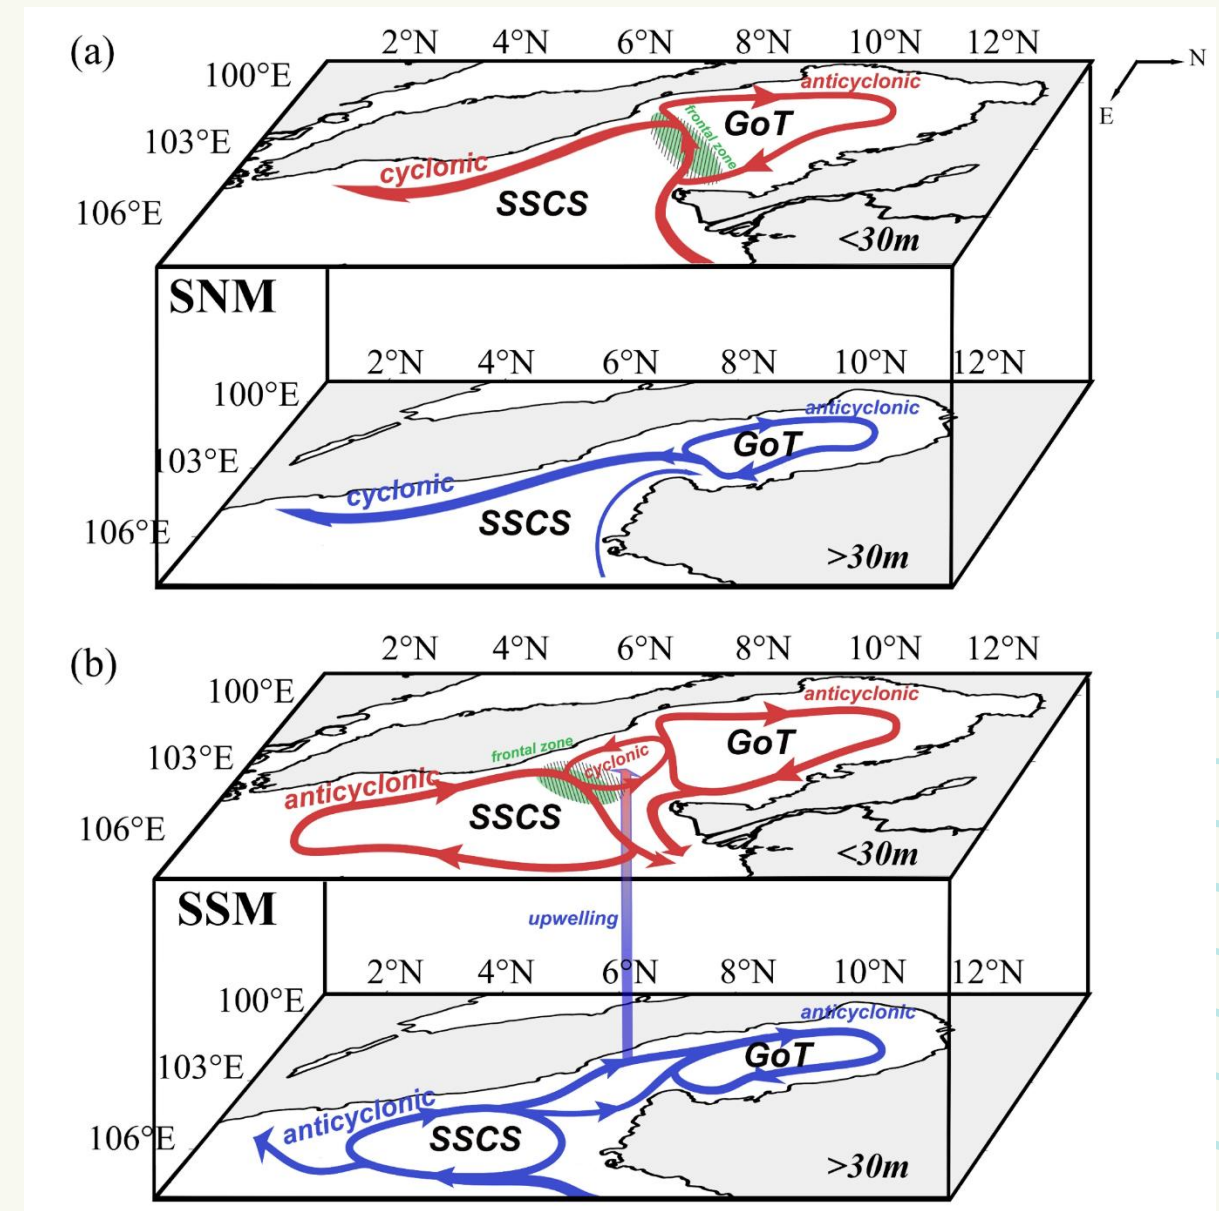 (a)
2°N 4°N 6°N 8°N 10°N 12°N
N
E
100°E
103°E
106°E
anticyclonic
GoT
frontal zone
cyclonic
SSCS
<30m
SNM
2°N 4°N 6°N 8°N 10°N 12°N
100°E
103°E
106°E
anticyclonic
GoT
cyclonic
SSCS
>30m
(b)
2°N 4°N 6°N 8°N 10°N 12°N
100°E
103°E
106°E
anticyclonic
GoT
frontal zone
cyclonic
anticyclonic
SSCS
<30m
SSM
upwelling
2°N 4°N 6°N 8°N 10°N 12°N
100°E
103°E
106°E
anticyclonic
GoT
anticyclonic
SSCS
>30m